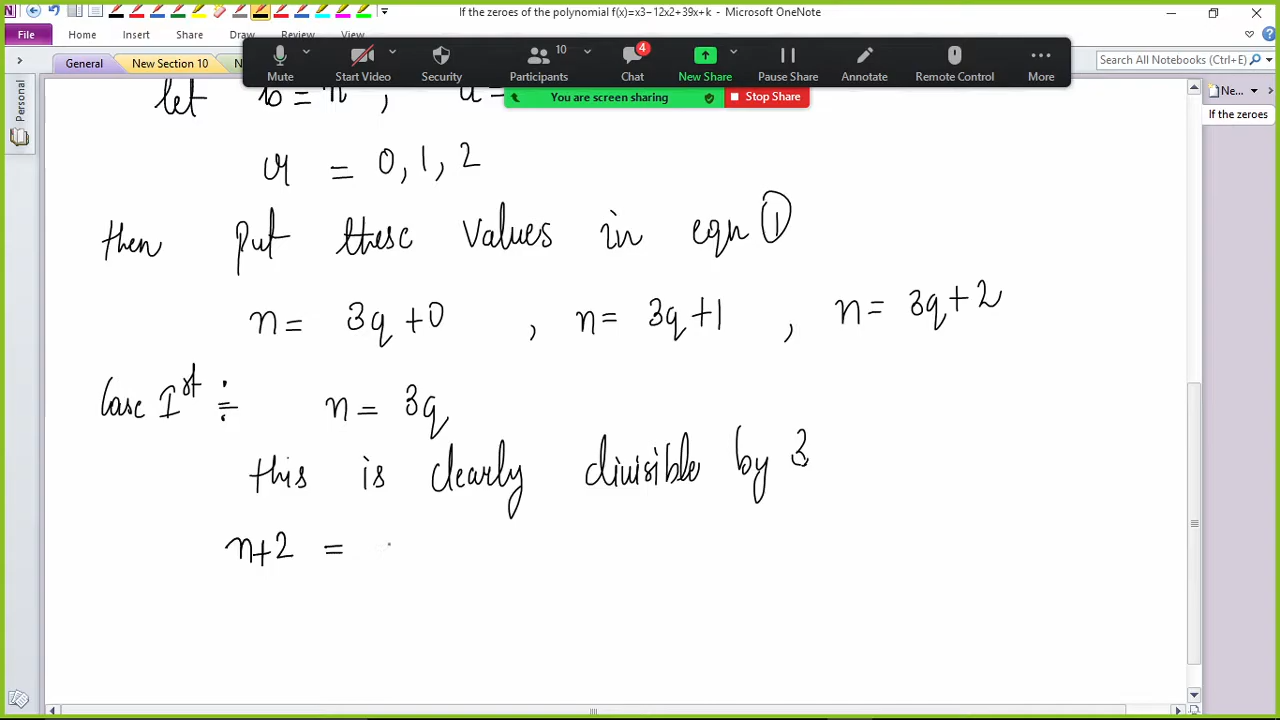 If the zeroes of the polynomial f(x)=x3−12x2+39x+k - Microsoft OneNote
File Home Insert Share Draw Review View
General New Section 10 Search All Notebooks (Ctrl+E)
Mute Start Video Security Participants 10 Chat 4 New Share Pause Share Annotate Remote Control More
You are screen sharing Stop Share
Personal
Ne...
If the zeroes
let b = n ,
r = 0, 1, 2
then put these values in eqn ①
n = 3q +0 , n = 3q +1 , n = 3q +2
Case Ist ÷ n = 3q
this is clearly divisible by 3
n+2 =